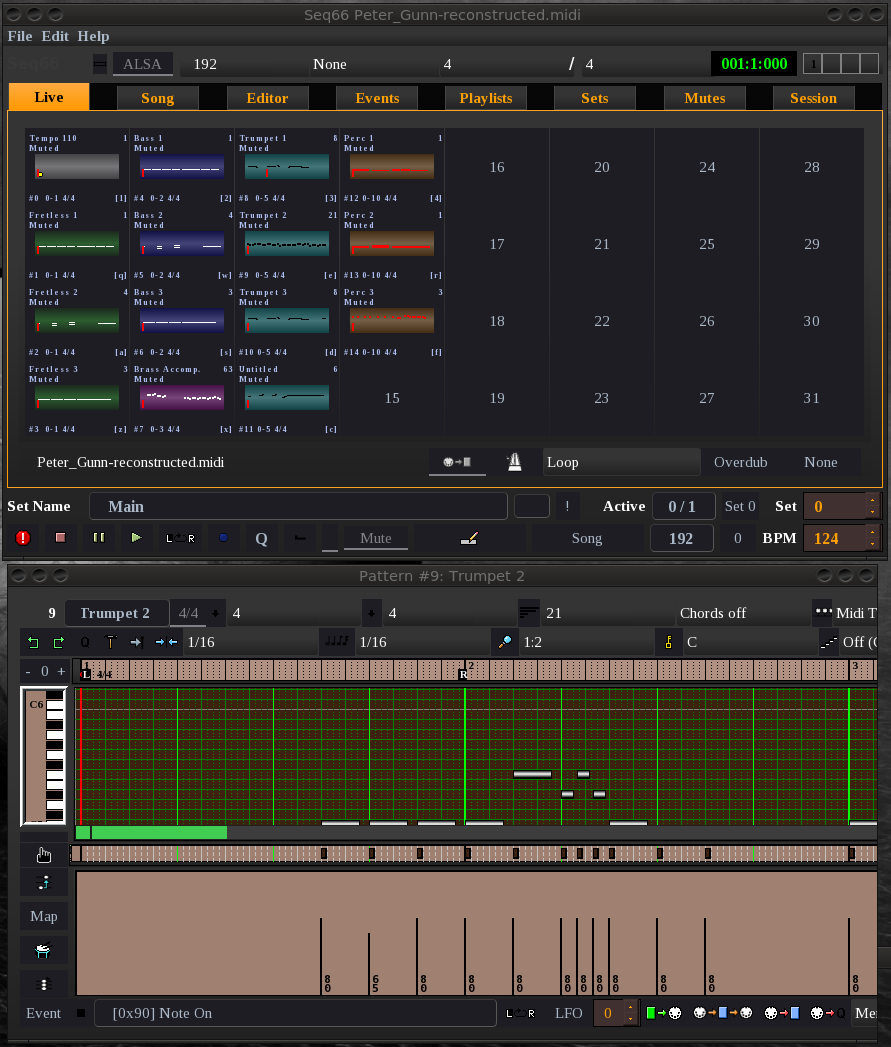 Seq66 Peter_Gunn-reconstructed.midi
File Edit Help
Seq66 ALSA 192 None 4 / 4 001:1:000 1
Live Song Editor Events Playlists Sets Mutes Session
Tempo 110 1 Bass 1 1 Trumpet 1 8 Perc 1 1
Muted Muted Muted Muted
16 20 24 28
#0 0-1 4/4 [1] #4 0-2 4/4 [2] #8 0-5 4/4 [3] #12 0-10 4/4 [4]
Fretless 1 1 Bass 2 4 Trumpet 2 21 Perc 2 1
Muted Muted Muted Muted
17 21 25 29
#1 0-1 4/4 [q] #5 0-2 4/4 [w] #9 0-5 4/4 [e] #13 0-10 4/4 [r]
Fretless 2 4 Bass 3 3 Trumpet 3 8 Perc 3 3
Muted Muted Muted Muted
18 22 26 30
#2 0-1 4/4 [a] #6 0-2 4/4 [s] #10 0-5 4/4 [d] #14 0-10 4/4 [f]
Fretless 3 3 Brass Accomp. 63 Untitled 6
Muted Muted Muted
15 19 23 27 31
#3 0-1 4/4 [z] #7 0-3 4/4 [x] #11 0-5 4/4 [c]
Peter_Gunn-reconstructed.midi Loop Overdub None
Set Name Main ! Active 0 / 1 Set 0 Set 0
L R Q Mute Song 192 0 BPM 124
Pattern #9: Trumpet 2
9 Trumpet 2 4/4 4 4 21 Chords off Midi T
Q T 1/16 1/16 1:2 C Off (C
- 0 + 1 2 3
L 4/4 R
C6
Map
80 65 80 80 80 80 80 80 80 80 80 80
Event [0x90] Note On L R LFO 0 Q Me